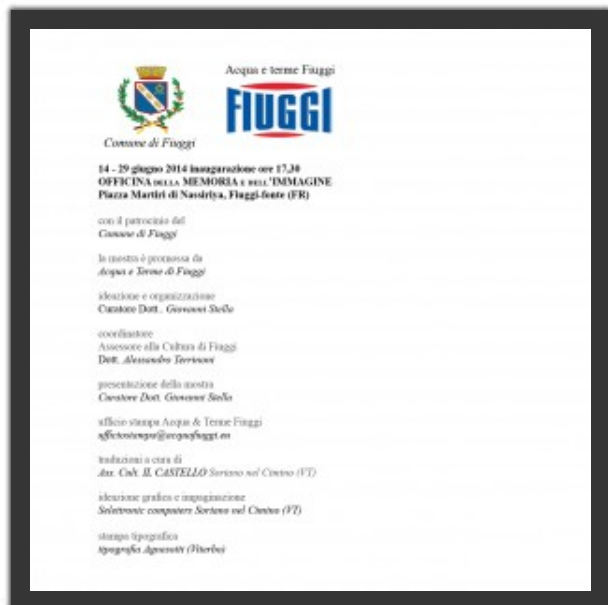 Acqua e terme Fiuggi
FIUGGI
Comune di Fiuggi
14 - 29 giugno 2014 inaugurazione ore 17,30
OFFICINA DELLA MEMORIA E DELL'IMMAGINE
Piazza Martiri di Nassiriya, Fiuggi-fonte (FR)
con il patrocinio del
Comune di Fiuggi
la mostra è promossa da
Acqua e Terme di Fiuggi
ideazione e organizzazione
Curatore Dott. Giovanni Stella
coordinatore
Assessore alla Cultura di Fiuggi
Dott. Alessandro Terrinoni
presentazione della mostra
Curatore Dott. Giovanni Stella
ufficio stampa Acqua & Terme Fiuggi
ufficiostampa@acquafiuggi.eu
traduzioni a cura di
Ass. Cult. IL CASTELLO Soriano nel Cimino (VT)
ideazione grafica e impaginazione
Selettronic computers Soriano nel Cimino (VT)
stampa tipografica
tipografia Agnesotti (Viterbo)